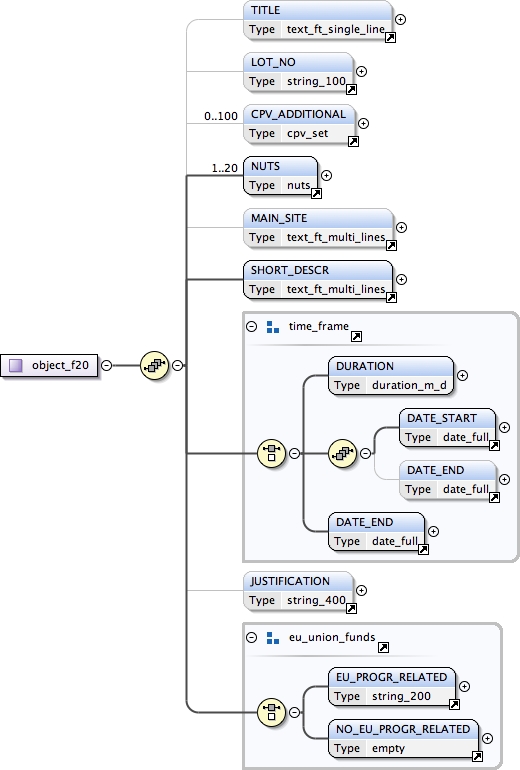 TITLE
Type text_ft_single_line
LOT_NO
Type string_100
0..100
CPV_ADDITIONAL
Type cpv_set
1..20
NUTS
Type nuts
MAIN_SITE
Type text_ft_multi_lines
SHORT_DESCR
Type text_ft_multi_lines
time_frame
object_f20
DURATION
Type duration_m_d
DATE_START
Type date_full
DATE_END
Type date_full
DATE_END
Type date_full
JUSTIFICATION
Type string_400
eu_union_funds
EU_PROGR_RELATED
Type string_200
NO_EU_PROGR_RELATED
Type empty